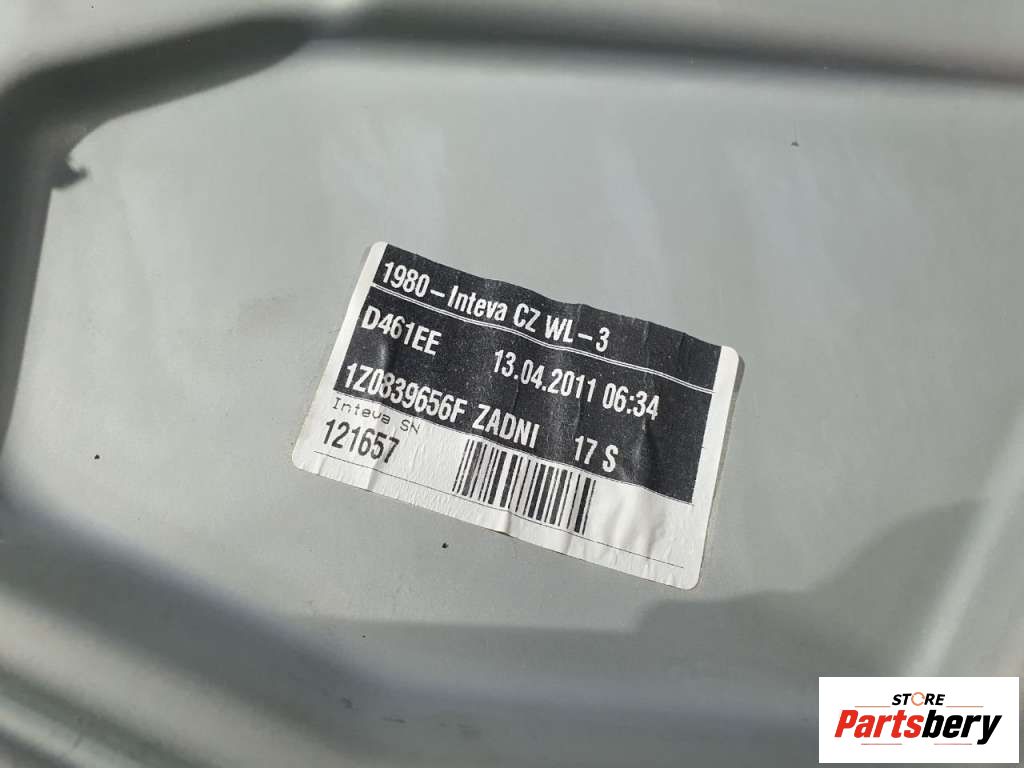 1980-Inteva CZ WL-3
D461EE 13.04.2011 06:34
1Z0839656F ZADNI 17 S
Inteva SN
121657
STORE
Partsbery